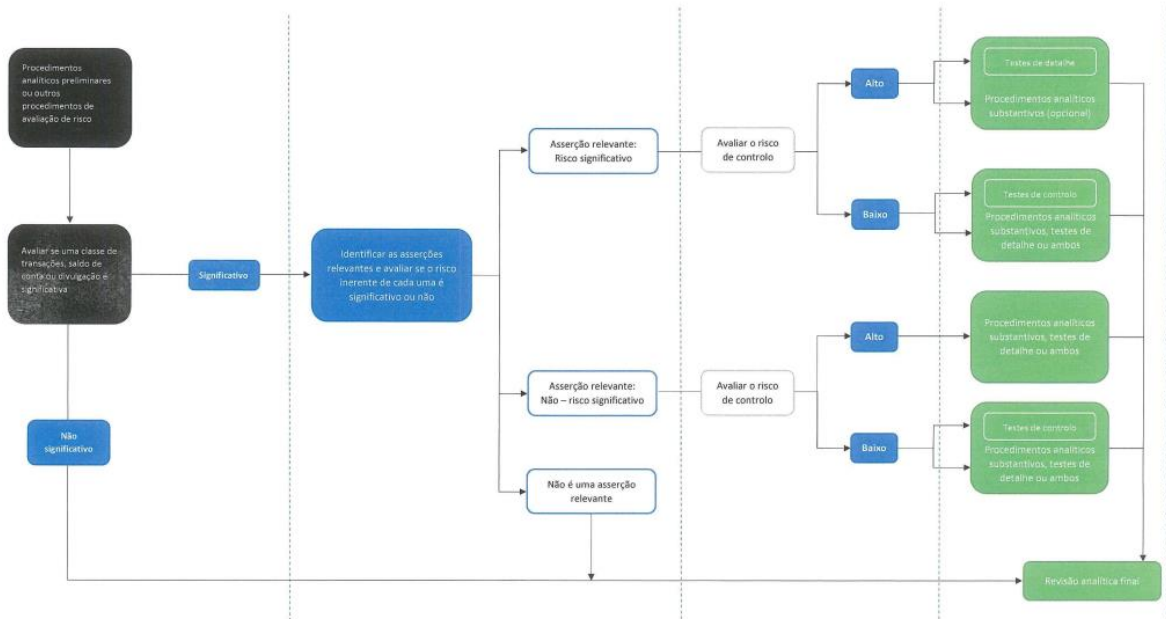 Procedimentos
analíticos preliminares
ou outros
procedimentos de
avaliação de risco
Avaliar se uma classe de
transações, saldo de
conta ou divulgação é
significativa
Significativo
Não
significativo
Identificar as asserções
relevantes e avaliar se o risco
inerente de cada uma é
significativo ou não
Asserção relevante:
Risco significativo
Avaliar o risco
de controlo
Alto
Testes de detalhe
Procedimentos analíticos
substantivos (opcional)
Baixo
Testes de controlo
Procedimentos analíticos
substantivos, testes de
detalhe ou ambos
Asserção relevante:
Não – risco significativo
Avaliar o risco
de controlo
Alto
Procedimentos analíticos
substantivos, testes de
detalhe ou ambos
Baixo
Testes de controlo
Procedimentos analíticos
substantivos, testes de
detalhe ou ambos
Não é uma asserção
relevante
Revisão analítica final